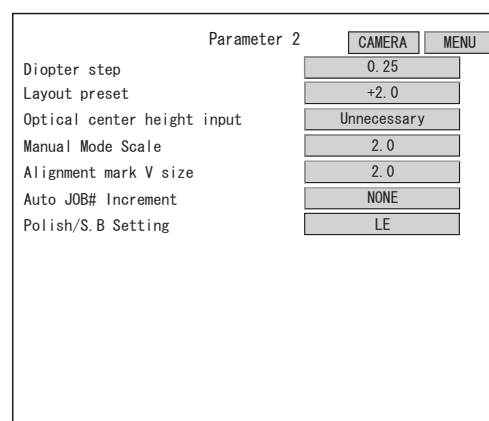 Parameter 2 CAMERA MENU
Diopter step 0.25
Layout preset +2.0
Optical center height input Unnecessary
Manual Mode Scale 2.0
Alignment mark V size 2.0
Auto JOB# Increment NONE
Polish/S.B Setting LE